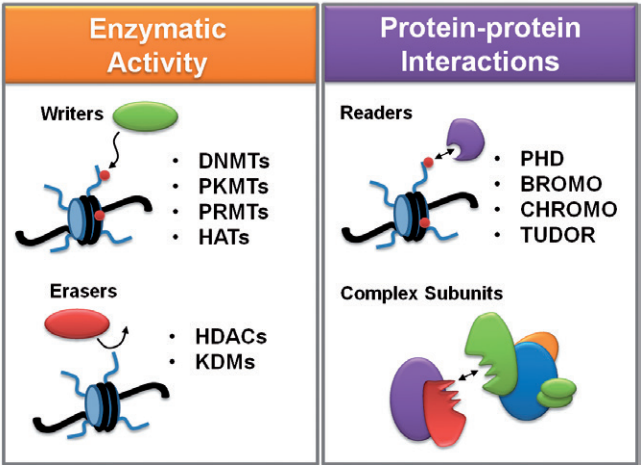 Enzymatic
Activity
Writers
• DNMTs
• PKMTs
• PRMTs
• HATs
Erasers
• HDACs
• KDMs
Protein-protein
Interactions
Readers
• PHD
• BROMO
• CHROMO
• TUDOR
Complex Subunits